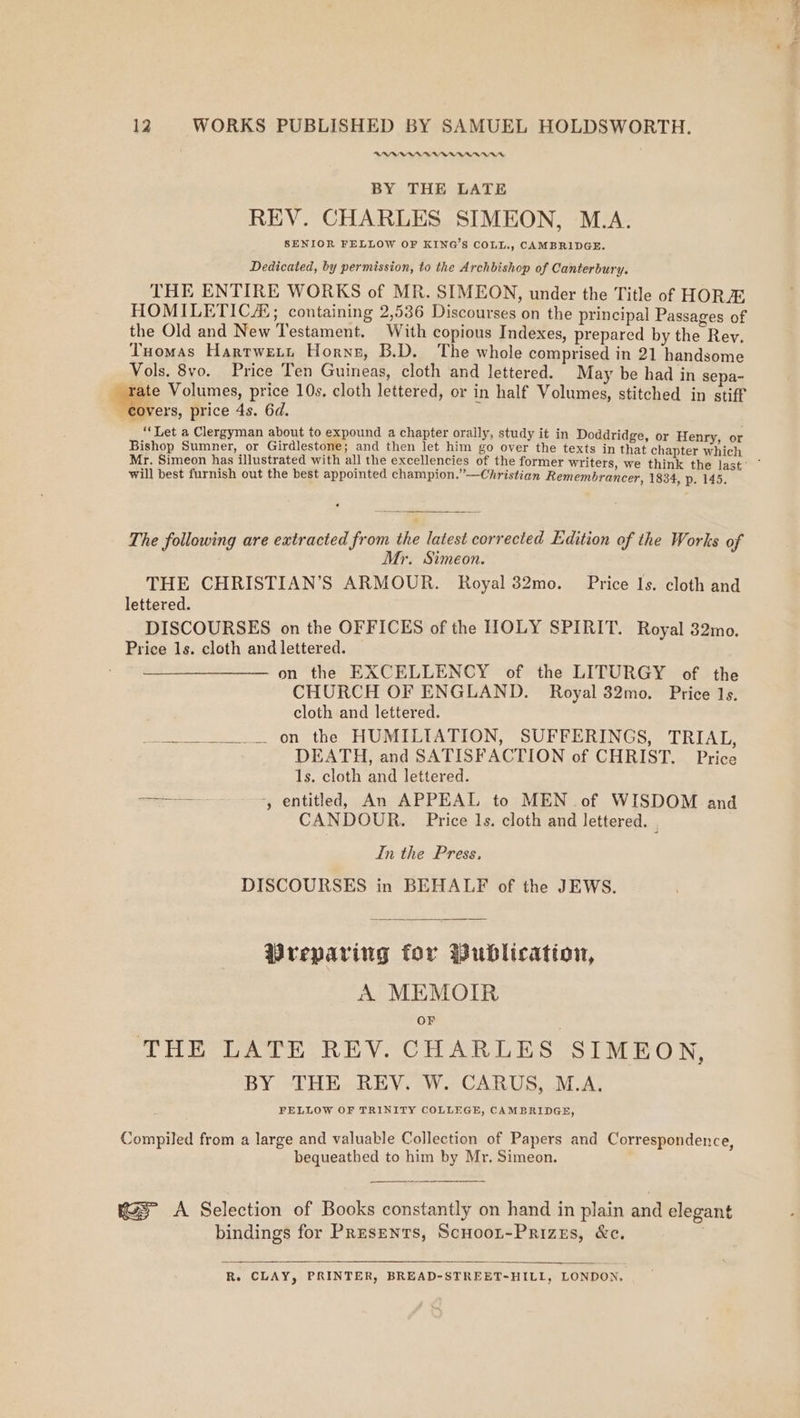 12 WORKS PUBLISHED BY SAMUEL HOLDSWORTH.
BY THE LATE
REV. CHARLES SIMEON, M.A.
SENIOR FELLOW OF KING'S COLL., CAMBRIDGE.
Dedicated, by permission, to the Archbishop of Canterbury.
THE ENTIRE WORKS of MR. SIMEON, under the Title of HORÆ
HOMILETICÆ; containing 2,536 Discourses on the principal Passages of
the Old and New Testament. With copious Indexes, prepared by the Rev.
THOMAS HARTWELL HORNE, B.D. The whole comprised in 21 handsome
Vols. 8vo. Price Ten Guineas, cloth and lettered. May be had in sepa-
rate Volumes, price 10s. cloth lettered, or in half Volumes, stitched in stiff
covers, price 4s. 6d.
“Let a Clergyman about to expound a chapter orally, study it in Doddridge, or Henry, or
Bishop Sumner, or Girdlestone; and then let him go over the texts in that chapter which
Mr. Simeon has illustrated with all the excellencies of the former writers, we think the last
will best furnish out the best appointed champion.”—Christian Remembrancer, 1834, p. 145.
The following are extracted from the latest corrected Edition of the Works of
Mr. Simeon.
THE CHRISTIAN'S ARMOUR. Royal 32mo. Price 1s. cloth and
lettered.
DISCOURSES on the OFFICES of the HOLY SPIRIT. Royal 32mo.
Price 1s. cloth and lettered.
——— on the EXCELLENCY of the LITURGY of the
CHURCH OF ENGLAND. Royal 32mo. Price 1s.
cloth and lettered.
——— on the HUMILIATION, SUFFERINGS, TRIAL,
DEATH, and SATISFACTION of CHRIST. Price
1s. cloth and lettered.
———, entitled, An APPEAL to MEN of WISDOM and
CANDOUR. Price 1s. cloth and lettered.
In the Press.
DISCOURSES in BEHALF of the JEWS.
Preparing for Publication,
A MEMOIR
OF
THE LATE REV. CHARLES SIMEON,
BY THE REV. W. CARUS, M.A.
FELLOW OF TRINITY COLLEGE, CAMBRIDGE,
Compiled from a large and valuable Collection of Papers and Correspondence,
bequeathed to him by Mr. Simeon.
☞ A Selection of Books constantly on hand in plain and elegant
bindings for PRESENTS, SCHOOL-PRIZES, &c.
R. CLAY, PRINTER, BREAD-STREET-HILL, LONDON.